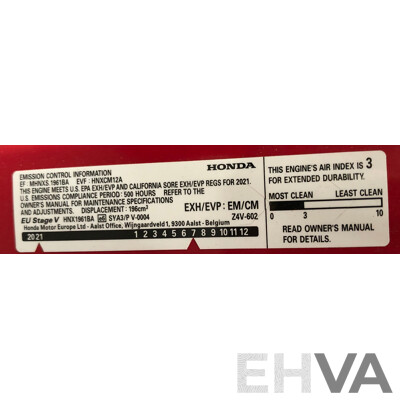 HONDA
EMISSION CONTROL INFORMATION
EF: MHNXS.1961BA EVF: HNXCM12A
THIS ENGINE MEETS U.S. EPA EXH/EVP AND CALIFORNIA SORE EXH/EVP REGS FOR 2021.
U.S. EMISSIONS COMPLIANCE PERIOD: 500 HOURS REFER TO THE
OWNER'S MANUAL FOR MAINTENANCE SPECIFICATIONS
AND ADJUSTMENTS. DISPLACEMENT: 196cm³ EXH/EVP: EM/CM
EU Stage V HNX1961BA e5 SYA3/P V-0004 Z4V-602
Honda Motor Europe Ltd - Aalst Office, Wijngaardveld1, 9300 Aalst - Belgium
2021 1 2 3 4 5 6 7 8 9 10 11 12
THIS ENGINE'S AIR INDEX IS 3
FOR EXTENDED DURABILITY.
MOST CLEAN LEAST CLEAN
0 3 10
READ OWNER'S MANUAL
FOR DETAILS.
EHVA